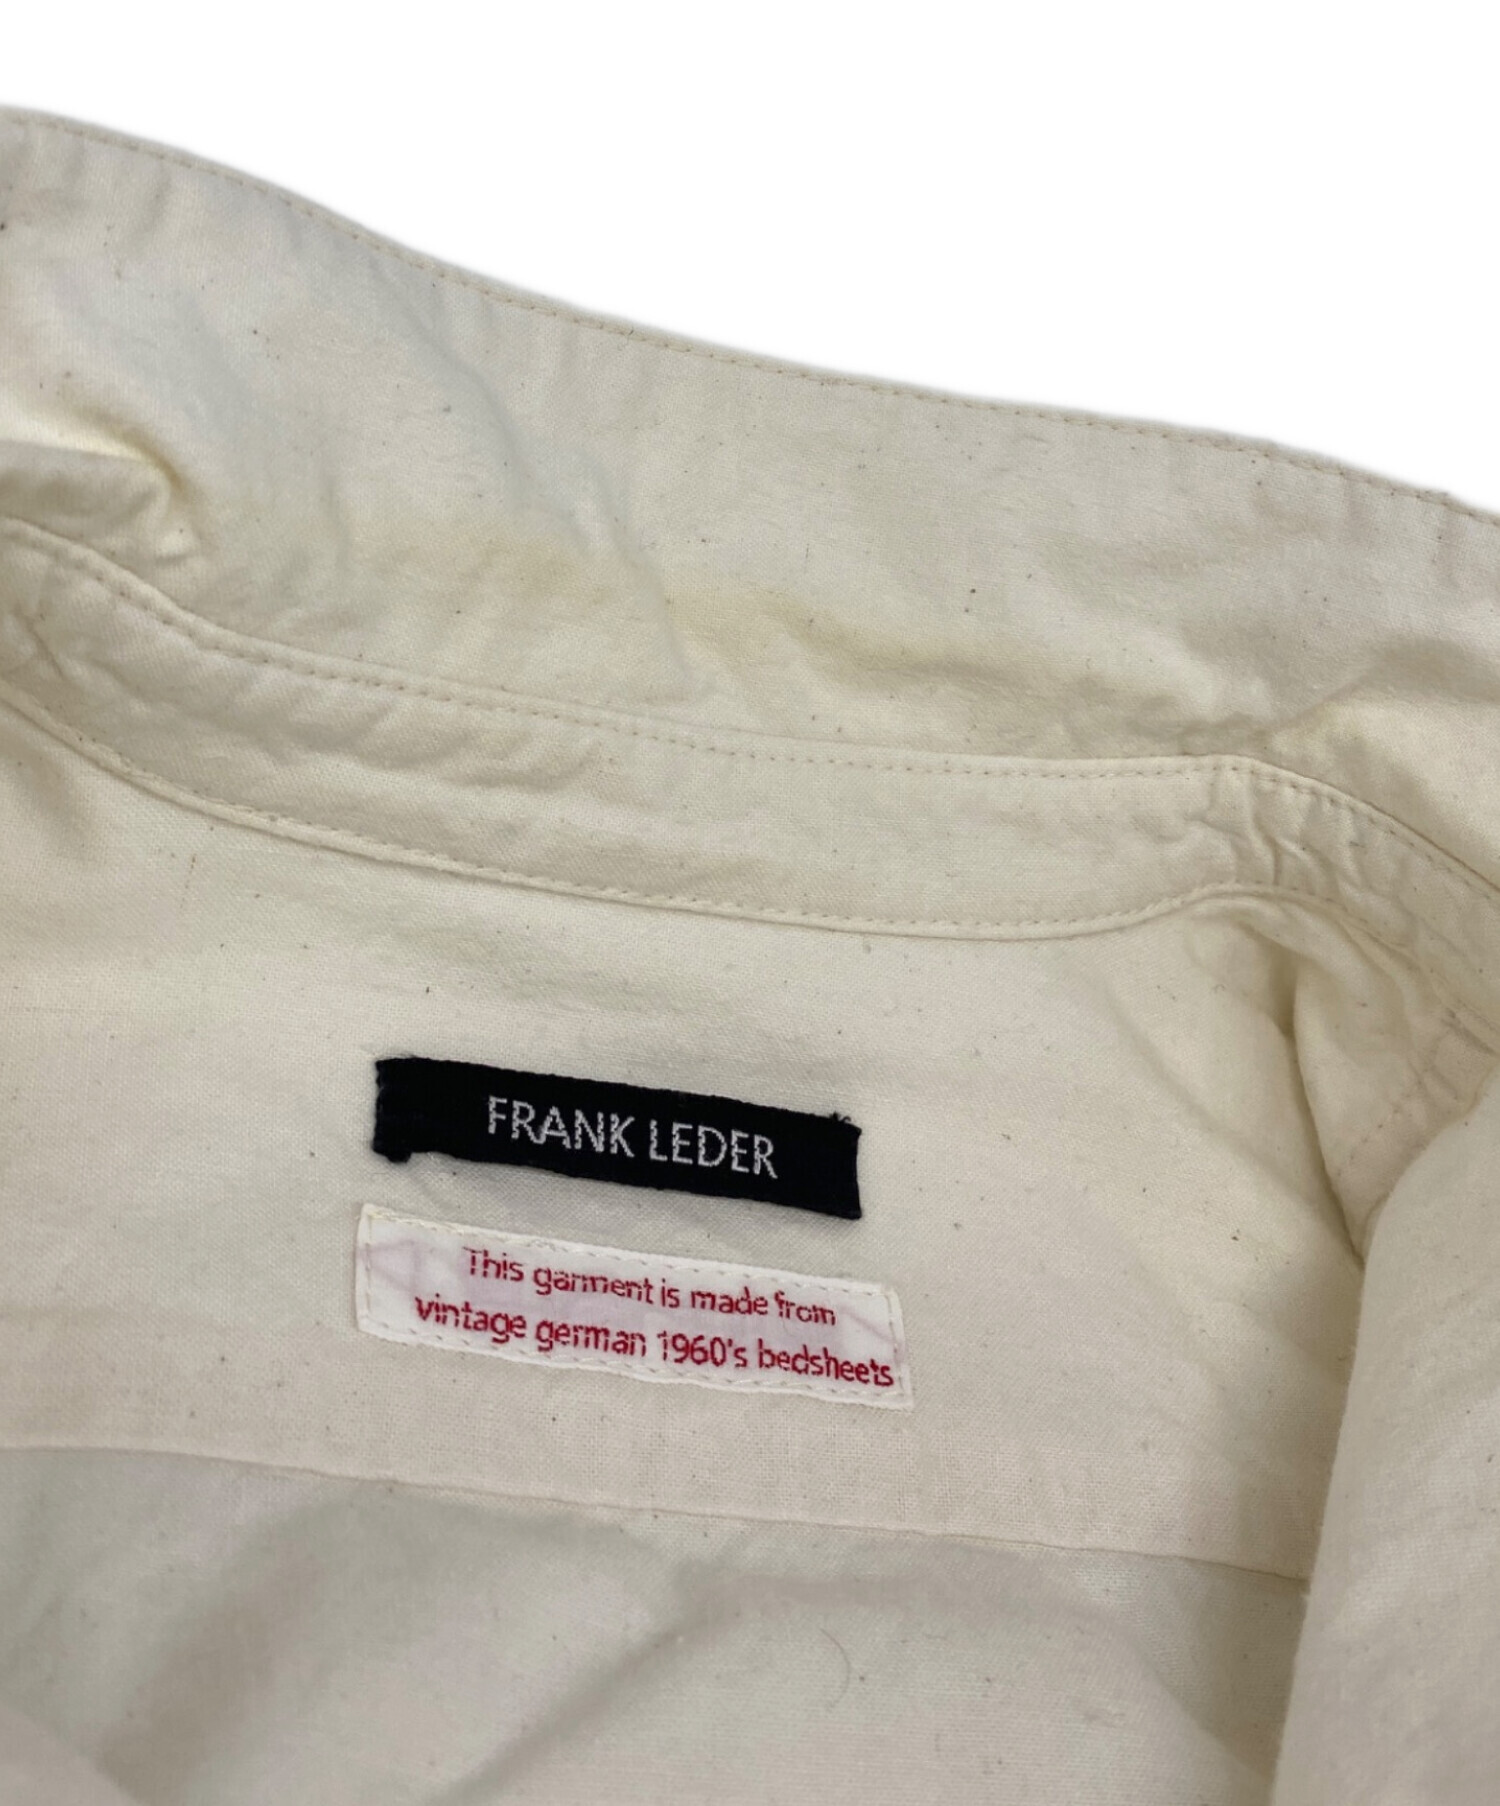 FRANK LEDER
This garment is made from
vintage german 1960's bedsheets